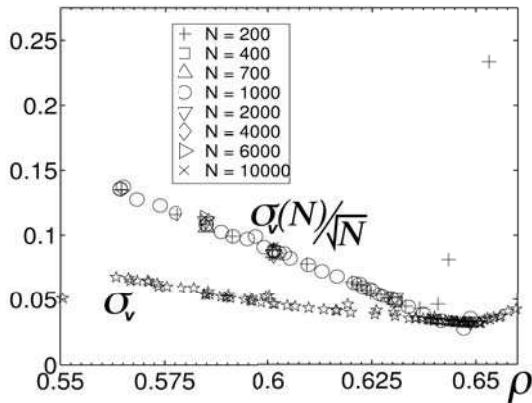 0.25
0.2
0.15
0.1
0.05
0
N = 200
N = 400
N = 700
N = 1000
N = 2000
N = 4000
N = 6000
N = 10000
σᵥ(N)/√N
σᵥ
0.55 0.575 0.6 0.625 0.65 ρ